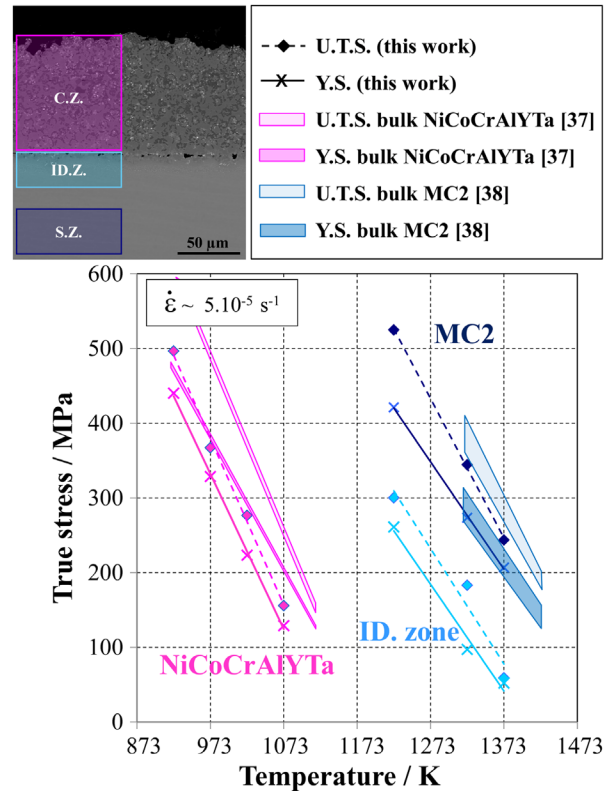 C.Z.
ID.Z.
S.Z.
50 µm
U.T.S. (this work)
Y.S. (this work)
U.T.S. bulk NiCoCrAlYTa [37]
Y.S. bulk NiCoCrAlYTa [37]
U.T.S. bulk MC2 [38]
Y.S. bulk MC2 [38]
ε̇ ~ 5.10⁻⁵ s⁻¹
600
500
400
300
200
100
0
True stress / MPa
MC2
ID. zone
NiCoCrAlYTa
873 973 1073 1173 1273 1373 1473
Temperature / K